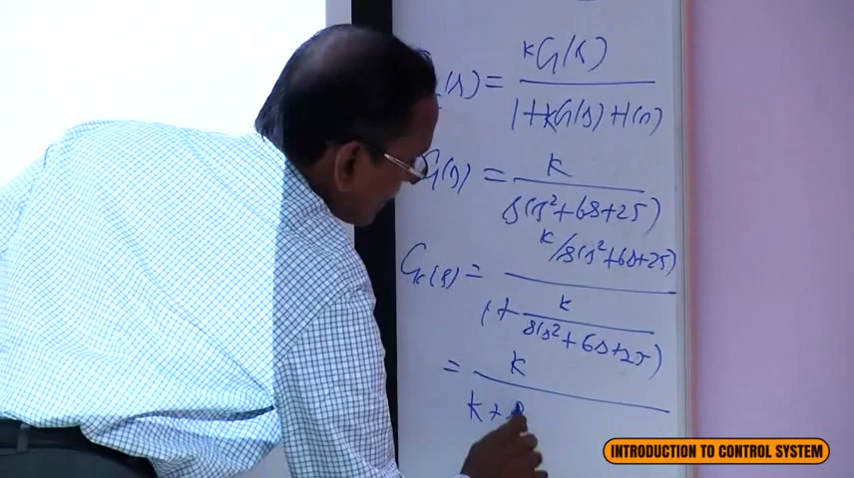 (s) = KG(s) / 1+KG(s)+H(s)
G(s) = K / s(s²+6s+25)
Gc(s) = K/s(s²+6s+25) / 1+ K / s(s²+6s+25)
= K / K+s
INTRODUCTION TO CONTROL SYSTEM